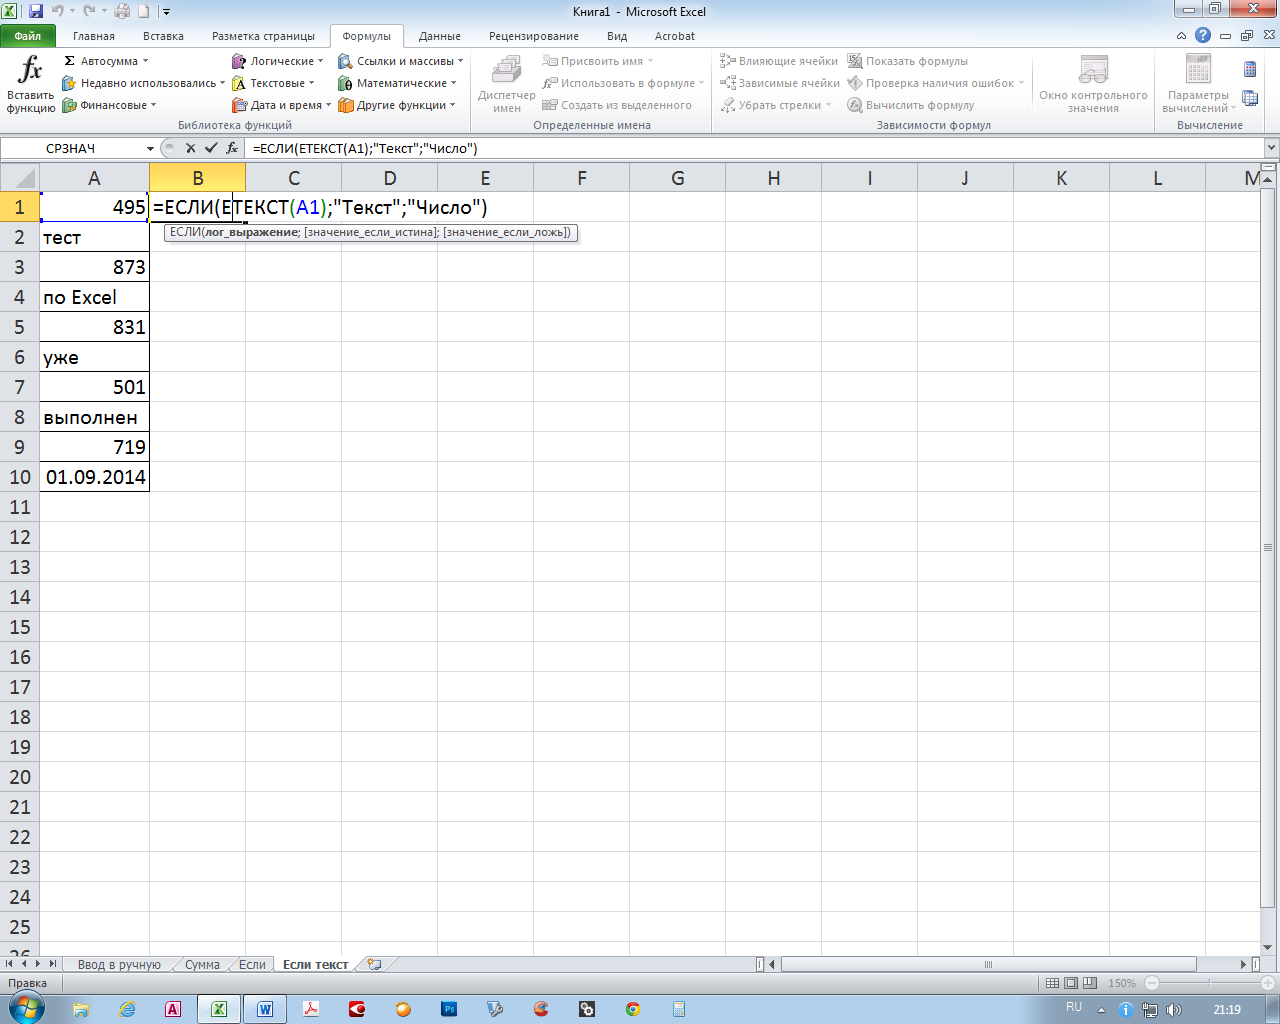 Книга1 - Microsoft Excel
Файл Главная Вставка Разметка страницы Формулы Данные Рецензирование Вид Acrobat
fx Вставить функцию
Σ Автосумма
Недавно использовались
Финансовые
Логические
Текстовые
Дата и время
Ссылки и массивы
Математические
Другие функции
Библиотека функций
Диспетчер имен
Присвоить имя
Использовать в формуле
Создать из выделенного
Определенные имена
Влияющие ячейки
Зависимые ячейки
Убрать стрелки
Показать формулы
Проверка наличия ошибок
Вычислить формулу
Зависимости формул
Окно контрольного значения
Параметры вычислений
Вычисление
СРЗНАЧ fx =ЕСЛИ(ЕТЕКСТ(A1);"Текст";"Число")
A B C D E F G H I J K L M
1 495 =ЕСЛИ(ЕТЕКСТ(A1);"Текст";"Число")
ЕСЛИ(лог_выражение; [значение_если_истина]; [значение_если_ложь])
2 тест
3 873
4 по Excel
5 831
6 уже
7 501
8 выполнен
9 719
10 01.09.2014
11
12
13
14
15
16
17
18
19
20
21
22
23
24
25
26
Ввод в ручную Сумма Если Если текст
Правка 150%
RU 21:19